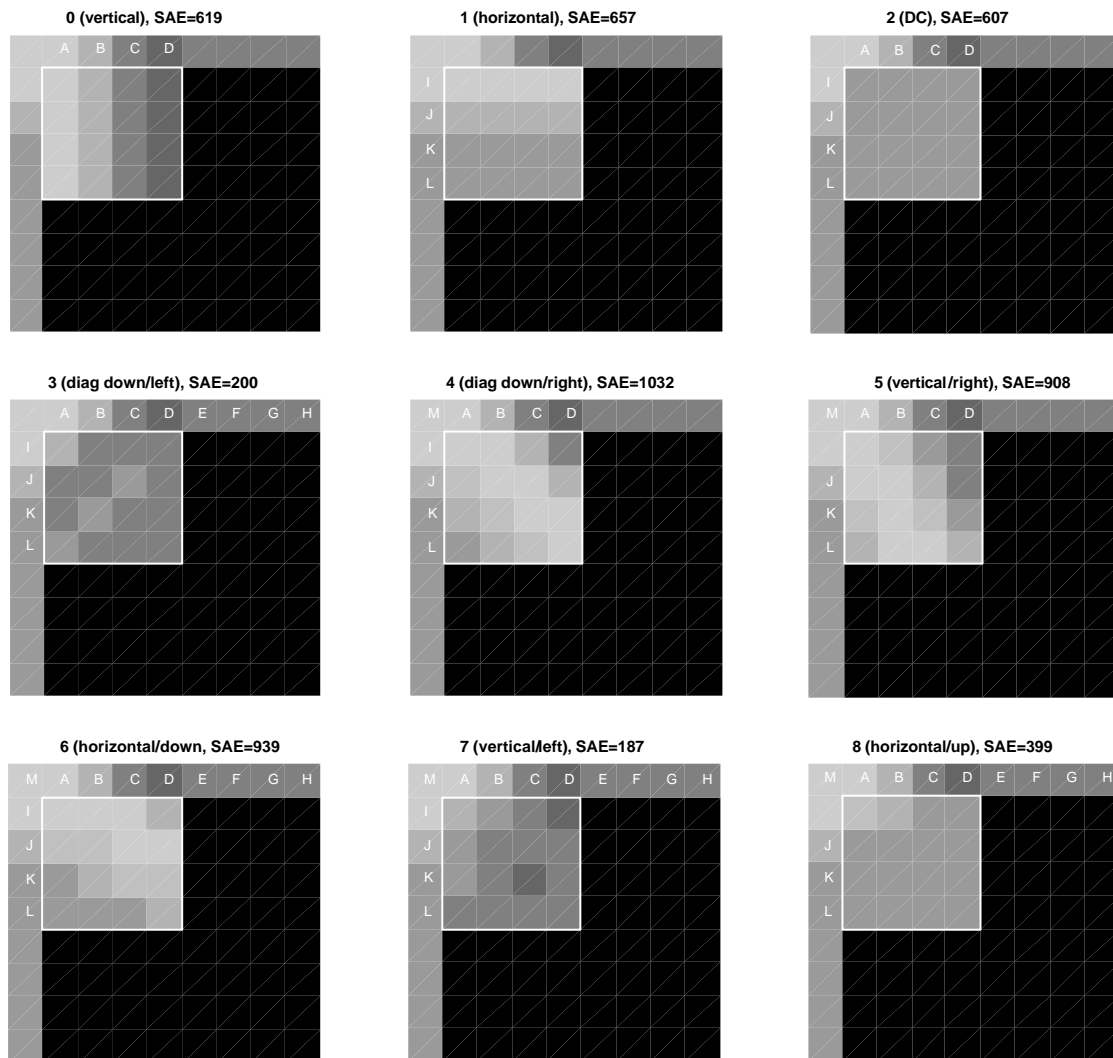 0 (vertical), SAE=619
A B C D
1 (horizontal), SAE=657
I
J
K
L
2 (DC), SAE=607
A B C D
I
J
K
L
3 (diag down/left), SAE=200
A B C D E F G H
I
J
K
L
4 (diag down/right), SAE=1032
M A B C D
I
J
K
L
5 (vertical/right), SAE=908
M A B C D
I
J
K
L
6 (horizontal/down, SAE=939
M A B C D E F G H
I
J
K
L
7 (vertical/left), SAE=187
M A B C D E F G H
I
J
K
L
8 (horizontal/up), SAE=399
M A B C D E F G H
I
J
K
L